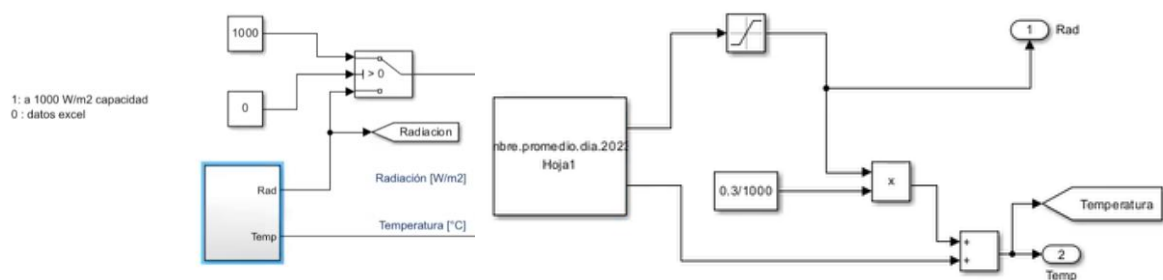 1000
1: a 1000 W/m2 capacidad
0 : datos excel
> 0
0
Radiacion
Rad
Radiación [W/m2]
Temp
Temperatura [°C]
1
Rad
nbre.promedio.dia.202
Hoja1
0.3/1000
x
+
+
Temperatura
2
Temp